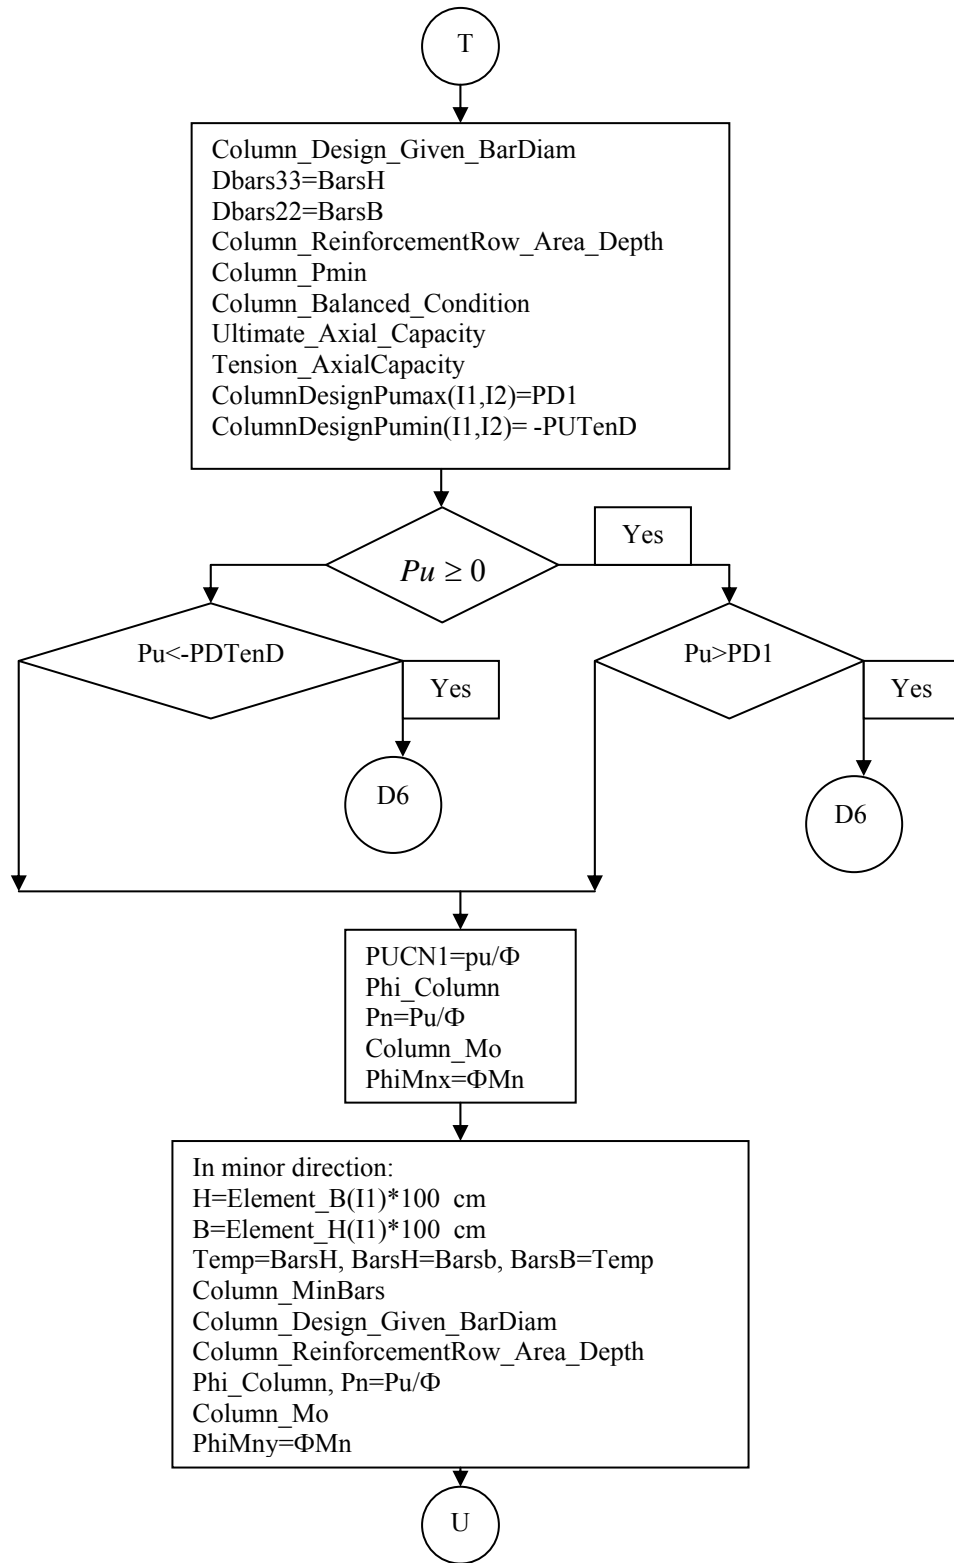 T
Column_Design_Given_BarDiam
Dbars33=BarsH
Dbars22=BarsB
Column_ReinforcementRow_Area_Depth
Column_Pmin
Column_Balanced_Condition
Ultimate_Axial_Capacity
Tension_AxialCapacity
ColumnDesignPumax(I1,I2)=PD1
ColumnDesignPumin(I1,I2)= -PUTenD
Pu ≥ 0
Yes
Pu<-PDTenD
Yes
Pu>PD1
Yes
D6
D6
PUCN1=pu/Φ
Phi_Column
Pn=Pu/Φ
Column_Mo
PhiMnx=ΦMn
In minor direction:
H=Element_B(I1)*100 cm
B=Element_H(I1)*100 cm
Temp=BarsH, BarsH=Barsb, BarsB=Temp
Column_MinBars
Column_Design_Given_BarDiam
Column_ReinforcementRow_Area_Depth
Phi_Column, Pn=Pu/Φ
Column_Mo
PhiMny=ΦMn
U